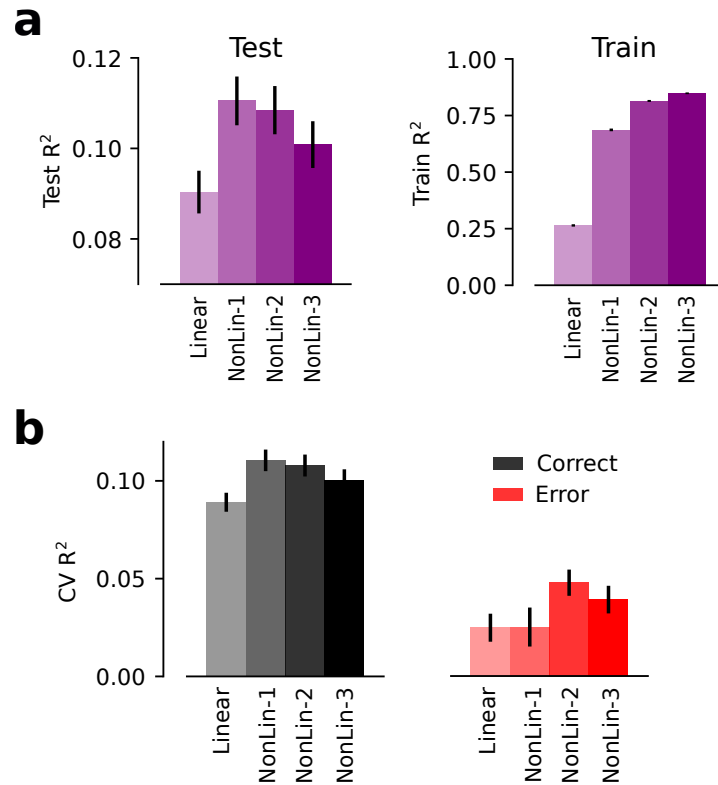 a
Test
Train
0.12
0.10
0.08
Test R²
Linear
NonLin-1
NonLin-2
NonLin-3
1.00
0.75
0.50
0.25
0.00
Train R²
Linear
NonLin-1
NonLin-2
NonLin-3
b
0.10
0.05
0.00
CV R²
Linear
NonLin-1
NonLin-2
NonLin-3
Correct
Error
Linear
NonLin-1
NonLin-2
NonLin-3